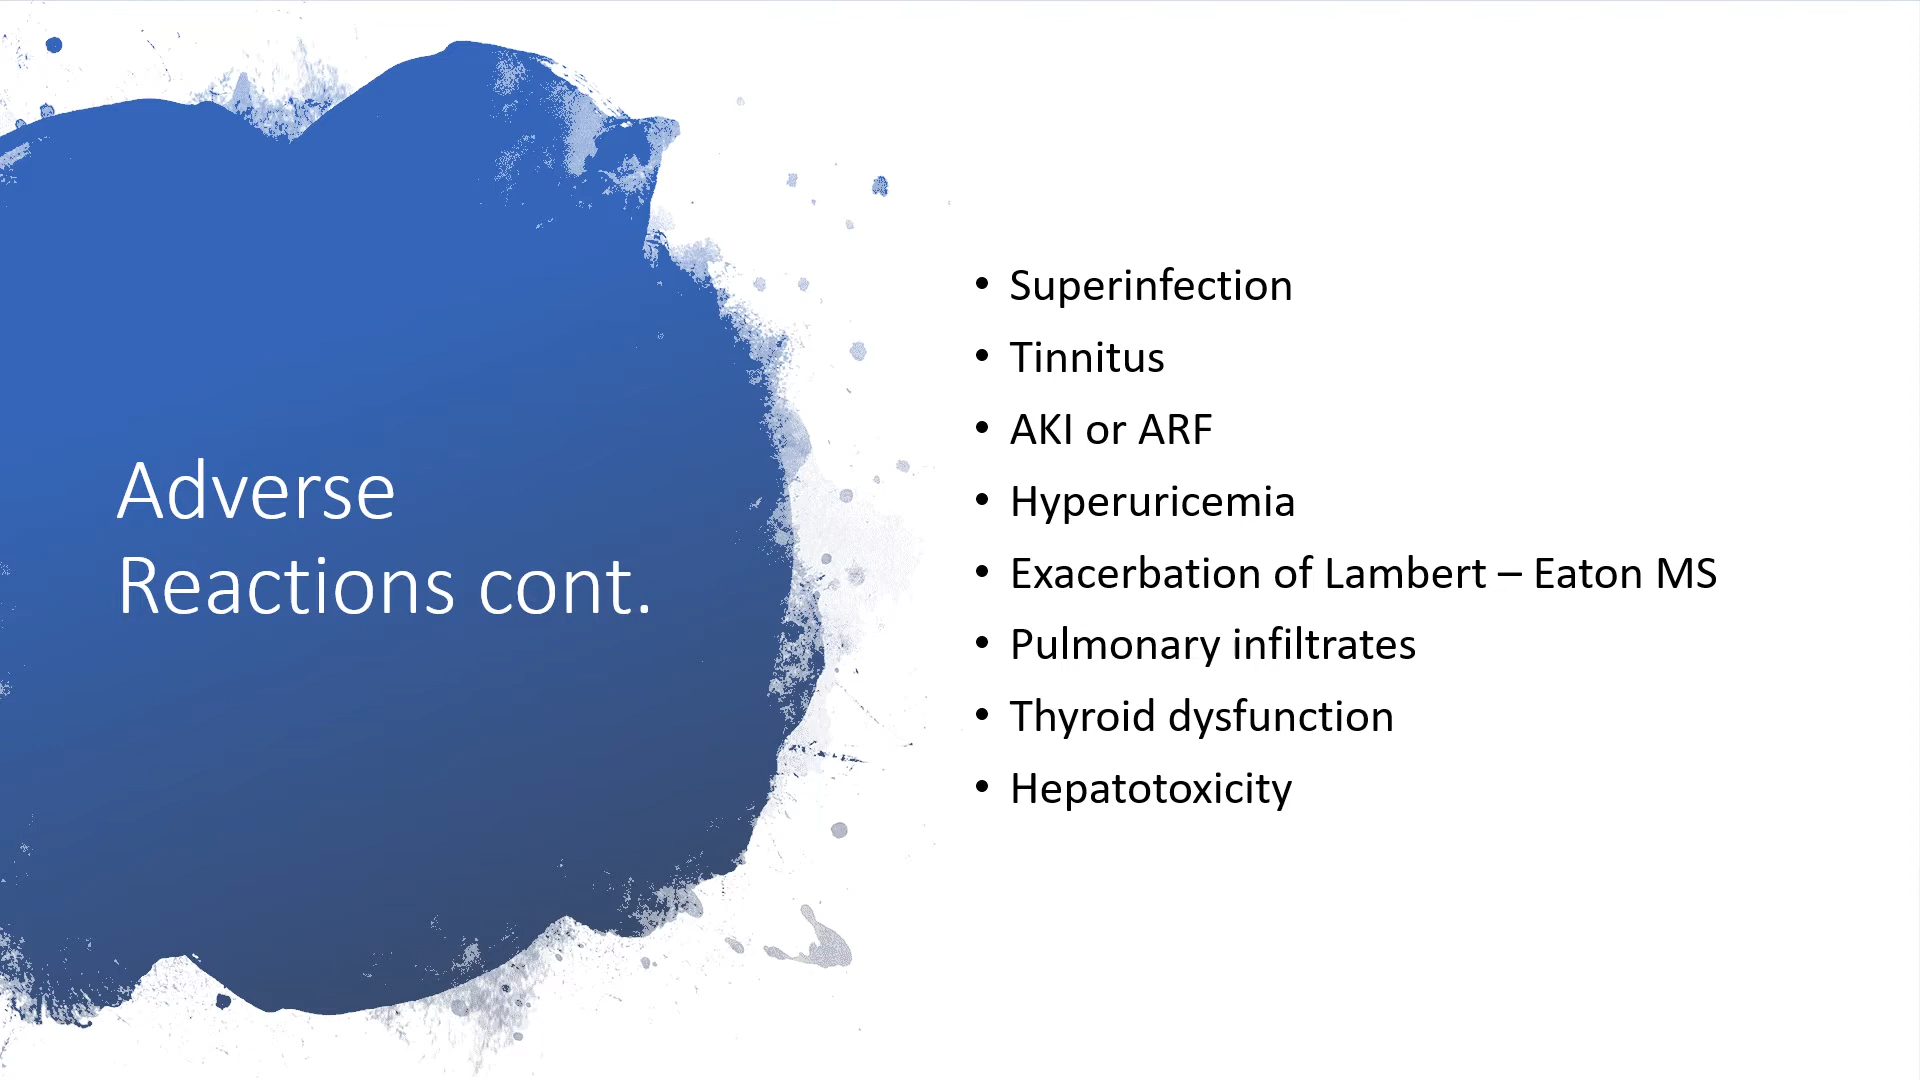 Adverse
Reactions cont.
• Superinfection
• Tinnitus
• AKI or ARF
• Hyperuricemia
• Exacerbation of Lambert – Eaton MS
• Pulmonary infiltrates
• Thyroid dysfunction
• Hepatotoxicity